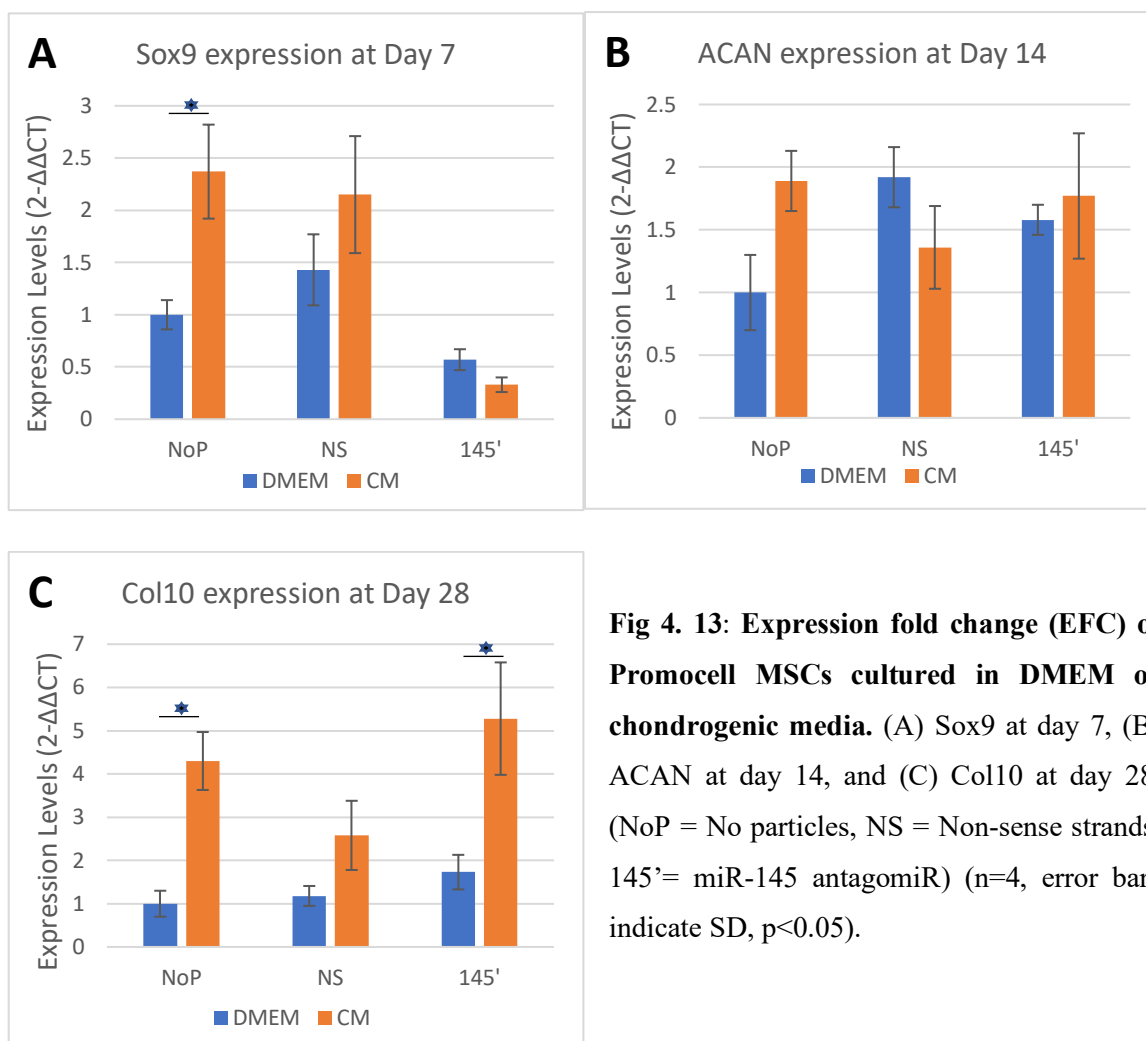 A
Sox9 expression at Day 7
Expression Levels (2-ΔΔCT)
3
2.5
2
1.5
1
0.5
0
NoP NS 145'
DMEM CM
B
ACAN expression at Day 14
Expression Levels (2-ΔΔCT)
2.5
2
1.5
1
0.5
0
NoP NS 145'
DMEM CM
C
Col10 expression at Day 28
Expression Levels (2-ΔΔCT)
7
6
5
4
3
2
1
0
NoP NS 145'
DMEM CM
Fig 4. 13: Expression fold change (EFC) o
Promocell MSCs cultured in DMEM o
chondrogenic media. (A) Sox9 at day 7, (B
ACAN at day 14, and (C) Col10 at day 28
(NoP = No particles, NS = Non-sense strands
145’= miR-145 antagomiR) (n=4, error bar
indicate SD, p<0.05).